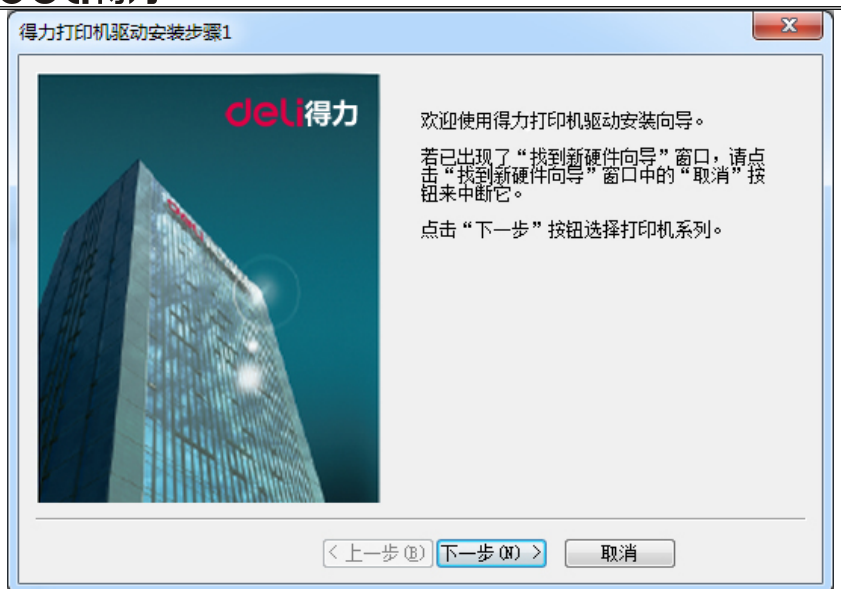 得力打印机驱动安装步骤1
deli得力
deli
欢迎使用得力打印机驱动安装向导。
若已出现了“找到新硬件向导”窗口，请点
击“找到新硬件向导”窗口中的“取消”按
钮来中断它。
点击“下一步”按钮选择打印机系列。
< 上一步(B)
下一步(N) >
取消